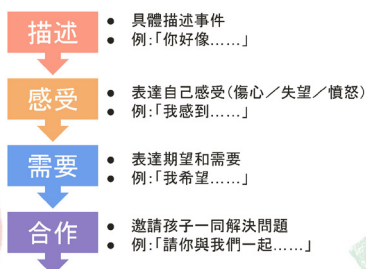 描述
● 具體描述事件
● 例:「你好像……」
感受
● 表達自己感受(傷心／失望／憤怒)
● 例:「我感到……」
需要
● 表達期望和需要
● 例:「我希望……」
合作
● 邀請孩子一同解決問題
● 例:「請你與我們一起……」